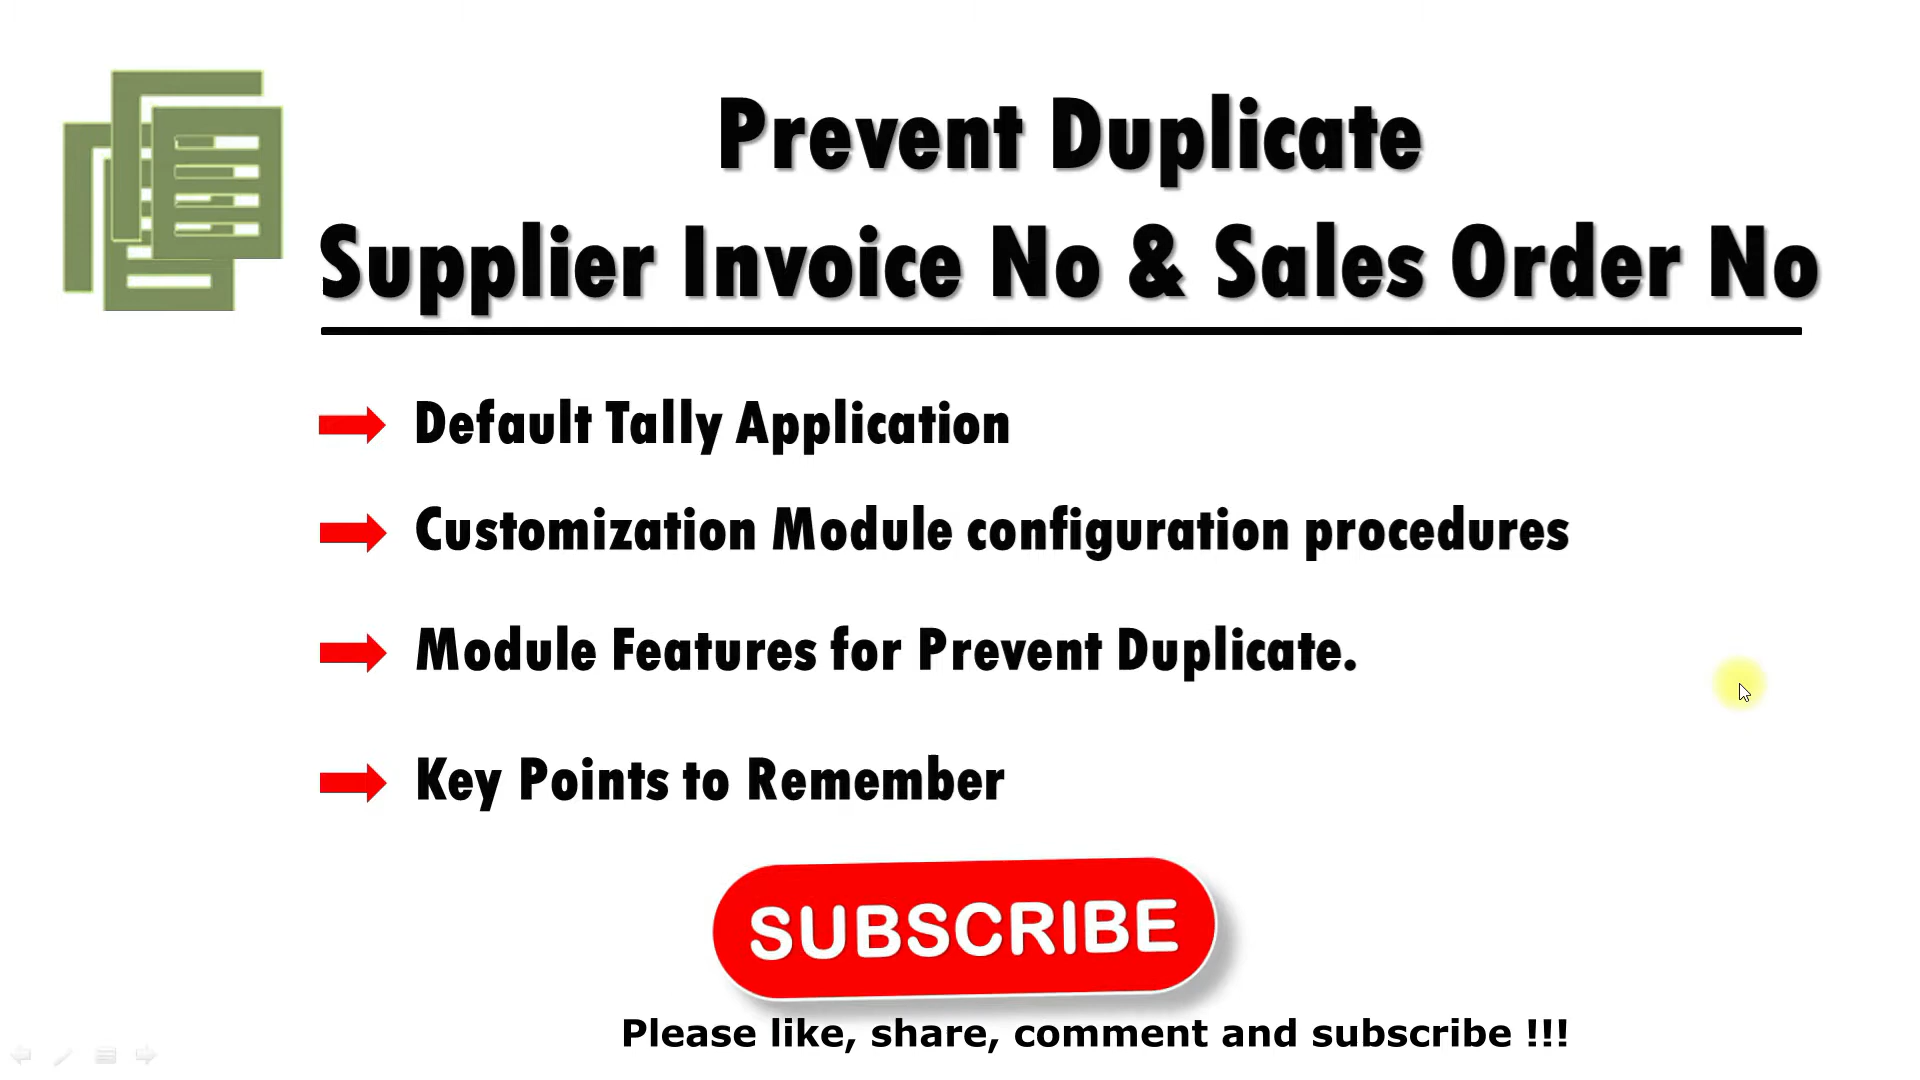 Prevent Duplicate
Supplier Invoice No & Sales Order No
Default Tally Application
Customization Module configuration procedures
Module Features for Prevent Duplicate.
Key Points to Remember
SUBSCRIBE
Please like, share, comment and subscribe !!!